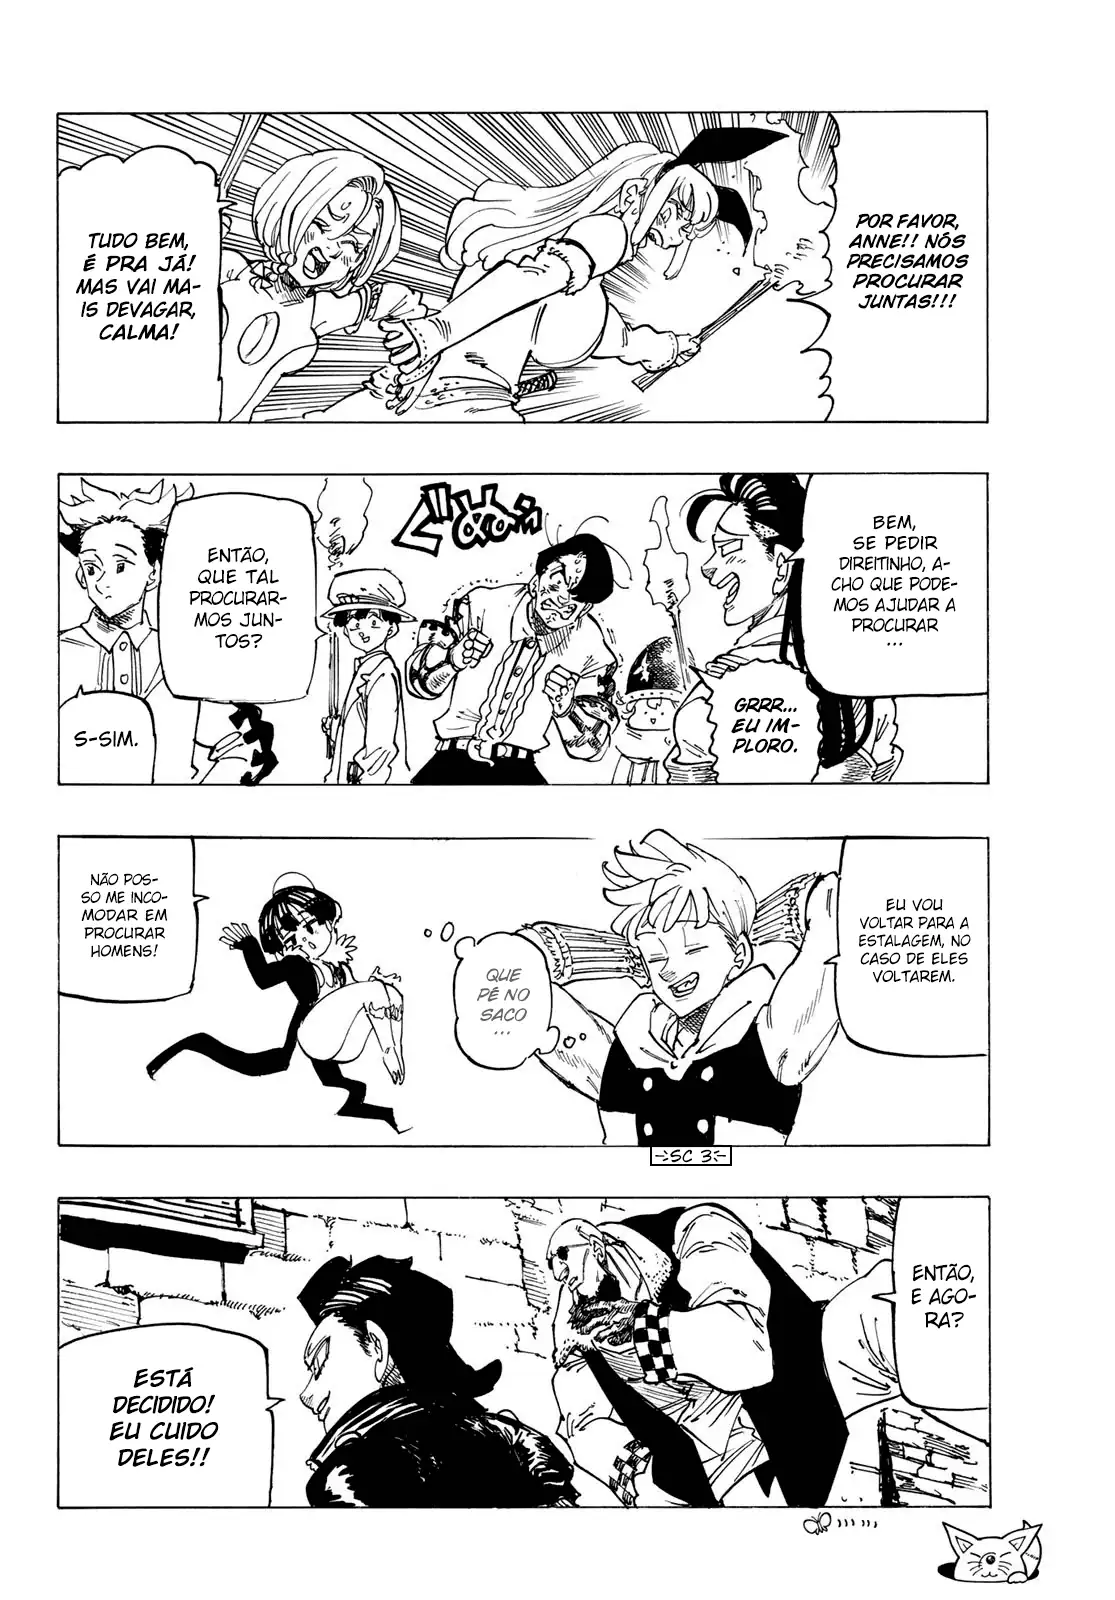 POR FAVOR,
ANNE!! NÓS
PRECISAMOS
PROCURAR
JUNTAS!!!
TUDO BEM,
É PRA JÁ!
MAS VAI MA-
IS DEVAGAR,
CALMA!
BEM,
SE PEDIR
DIREITINHO, A-
CHO QUE PODE-
MOS AJUDAR A
PROCURAR
...
GRRR...
EU IM-
PLORO.
ENTÃO,
QUE TAL
PROCURAR-
MOS JUN-
TOS?
S-SIM.
EU VOU
VOLTAR PARA A
ESTALAGEM, NO
CASO DE ELES
VOLTAREM.
QUE
PÉ NO
SACO
...
NÃO POS-
SO ME INCO-
MODAR EM
PROCURAR
HOMENS!
SC 3
ENTÃO,
E AGO-
RA?
ESTÁ
DECIDIDO!
EU CUIDO
DELES!!